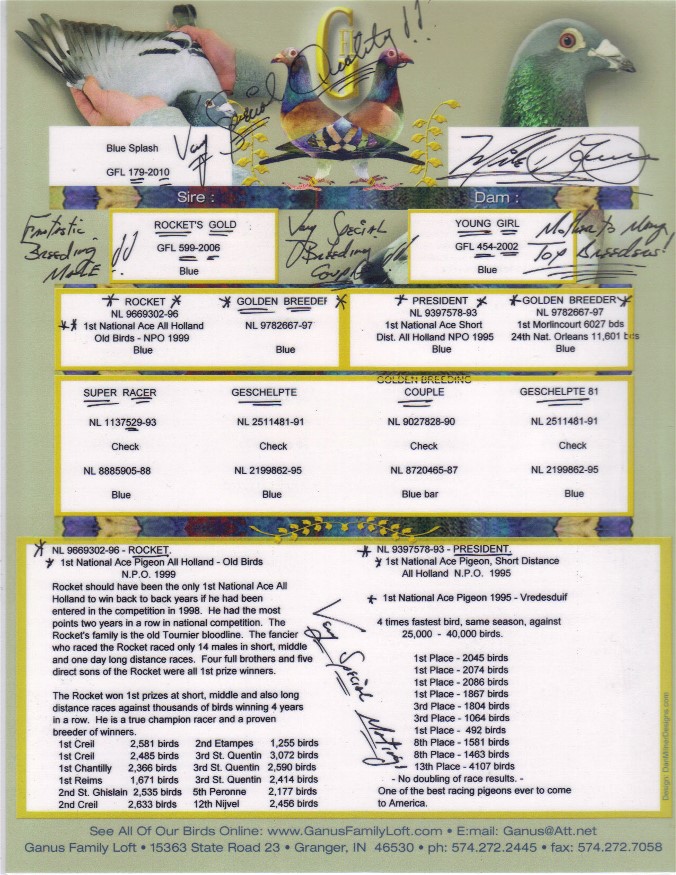 Very Special Quality !!!
Blue Splash
GFL 179-2010
Sire :
Dam :
Fantastic
Breeding
Male !!!
ROCKET'S GOLD
GFL 599-2006
Blue
Very Special
Breeding
Couple !!!
YOUNG GIRL
GFL 454-2002
Blue
Mother to Many
Top Breeders!
ROCKET
NL 9669302-96
1st National Ace All Holland
Old Birds - NPO 1999
Blue
GOLDEN BREEDER
NL 9782667-97
Blue
PRESIDENT
NL 9397578-93
1st National Ace Short
Dist. All Holland NPO 1995
Blue
GOLDEN BREEDER
NL 9782667-97
1st Morlincourt 6027 bds
24th Nat. Orleans 11,601 bds
Blue
SUPER RACER
NL 1137529-93
Check
NL 8885905-88
Blue
GESCHELPTE
NL 2511481-91
Check
NL 2199862-95
Blue
GOLDEN BREEDING
COUPLE
NL 9027828-90
Check
NL 8720465-87
Blue bar
GESCHELPTE 81
NL 2511481-91
Check
NL 2199862-95
Blue
NL 9669302-96 - ROCKET.
1st National Ace Pigeon All Holland - Old Birds
N.P.O. 1999
Rocket should have been the only 1st National Ace All
Holland to win back to back years if he had been
entered in the competition in 1998. He had the most
points two years in a row in national competition. The
Rocket's family is the old Tournier bloodline. The fancier
who raced the Rocket raced only 14 males in short, middle
and one day long distance races. Four full brothers and five
direct sons of the Rocket were all 1st prize winners.
The Rocket won 1st prizes at short, middle and also long
distance races against thousands of birds winning 4 years
in a row. He is a true champion racer and a proven
breeder of winners.
1st Creil 2,581 birds 2nd Etampes 1,255 birds
1st Creil 2,485 birds 3rd St. Quentin 3,072 birds
1st Chantilly 2,366 birds 3rd St. Quentin 2,590 birds
1st Reims 1,671 birds 3rd St. Quentin 2,414 birds
2nd St. Ghislain 2,535 birds 5th Peronne 2,177 birds
2nd Creil 2,633 birds 12th Nijvel 2,456 birds
Very Special Matings
NL 9397578-93 - PRESIDENT.
1st National Ace Pigeon, Short Distance
All Holland N.P.O. 1995
1st National Ace Pigeon 1995 - Vredesduif
4 times fastest bird, same season, against
25,000 - 40,000 birds.
1st Place - 2045 birds
1st Place - 2074 birds
1st Place - 2086 birds
1st Place - 1867 birds
3rd Place - 1804 birds
3rd Place - 1064 birds
1st Place - 492 birds
8th Place - 1581 birds
8th Place - 1463 birds
13th Place - 4107 birds
- No doubling of race results. -
One of the best racing pigeons ever to come
to America.
Design: DanMilnerDesigns.com
See All Of Our Birds Online: www.GanusFamilyLoft.com • E:mail: Ganus@Att.net
Ganus Family Loft • 15363 State Road 23 • Granger, IN 46530 • ph: 574.272.2445 • fax: 574.272.7058